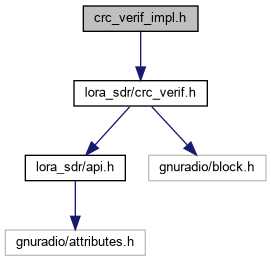 crc_verif_impl.h
lora_sdr/crc_verif.h
lora_sdr/api.h
gnuradio/block.h
gnuradio/attributes.h